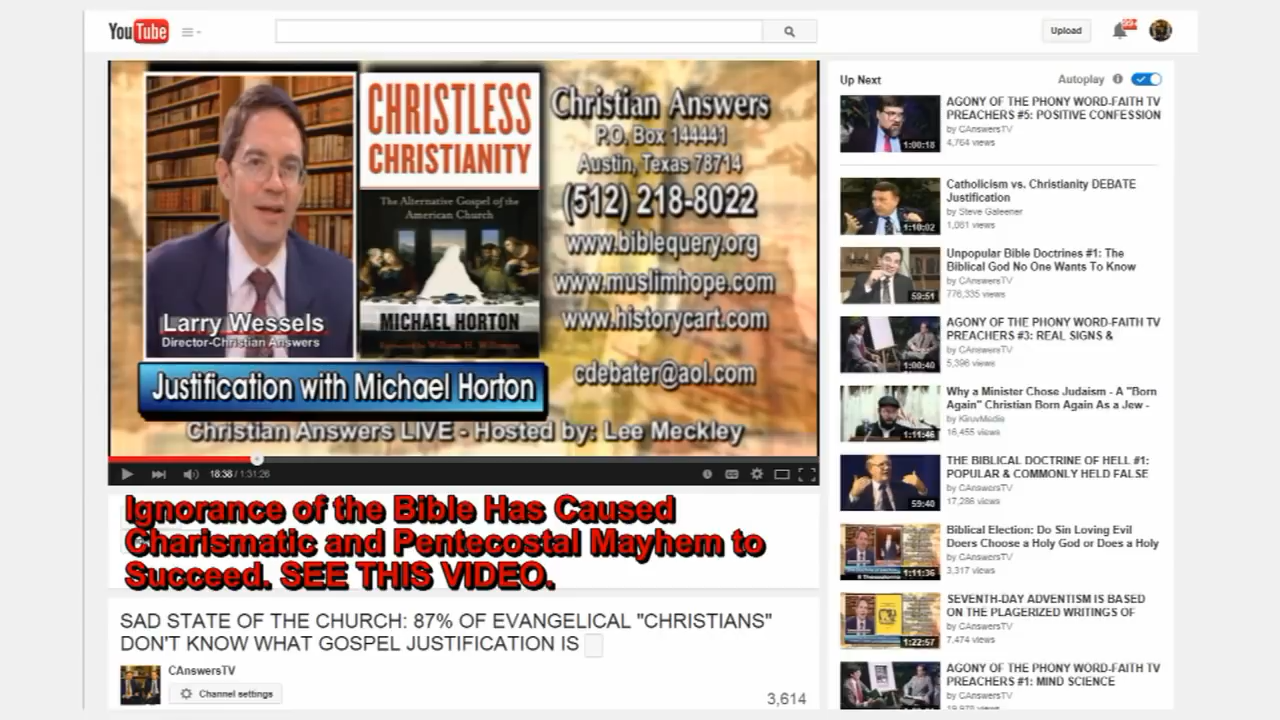 YouTube
Upload
CHRISTLESS
CHRISTIANITY
The Alternative Gospel of the
American Church
MICHAEL HORTON
Foreword by William H. Willimon
Larry Wessels
Director-Christian Answers
Christian Answers
P.O. Box 144441
Austin, Texas 78714
(512) 218-8022
www.biblequery.org
www.muslimhope.com
www.historycart.com
cdebater@aol.com
Justification with Michael Horton
Christian Answers LIVE - Hosted by: Lee Meckley
18:38 / 1:31:26
Ignorance of the Bible Has Caused
Charismatic and Pentecostal Mayhem to
Succeed. SEE THIS VIDEO.
SAD STATE OF THE CHURCH: 87% OF EVANGELICAL "CHRISTIANS"
DON'T KNOW WHAT GOSPEL JUSTIFICATION IS
CAnswersTV
Channel settings
3,614
Up Next
Autoplay
AGONY OF THE PHONY WORD-FAITH TV
PREACHERS #5: POSITIVE CONFESSION
by CAnswersTV
4,764 views
1:00:18
Catholicism vs. Christianity DEBATE
Justification
by Steve Galeener
1,081 views
1:10:02
Unpopular Bible Doctrines #1: The
Biblical God No One Wants To Know
by CAnswersTV
776,335 views
59:51
AGONY OF THE PHONY WORD-FAITH TV
PREACHERS #3: REAL SIGNS &
by CAnswersTV
5,396 views
1:00:40
Why a Minister Chose Judaism - A "Born
Again" Christian Born Again As a Jew -
by KiruvMedia
16,455 views
1:11:46
THE BIBLICAL DOCTRINE OF HELL #1:
POPULAR & COMMONLY HELD FALSE
by CAnswersTV
17,286 views
59:40
Biblical Election: Do Sin Loving Evil
Doers Choose a Holy God or Does a Holy
by CAnswersTV
3,317 views
1:11:36
SEVENTH-DAY ADVENTISM IS BASED
ON THE PLAGERIZED WRITINGS OF
by CAnswersTV
7,474 views
1:22:57
AGONY OF THE PHONY WORD-FAITH TV
PREACHERS #1: MIND SCIENCE
by CAnswersTV